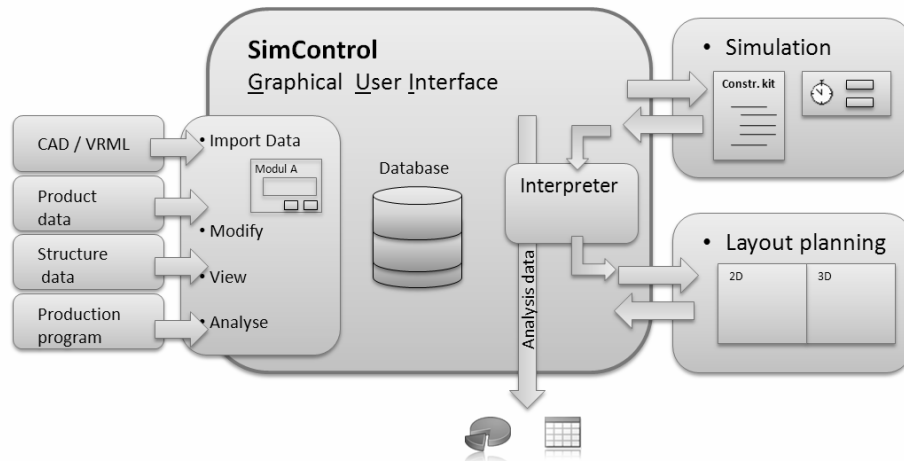 SimControl
Graphical User Interface
CAD / VRML
Product
data
Structure
data
Production
program
• Import Data
Modul A
• Modify
• View
• Analyse
Database
Interpreter
Analysis data
• Simulation
Constr. kit
• Layout planning
2D
3D